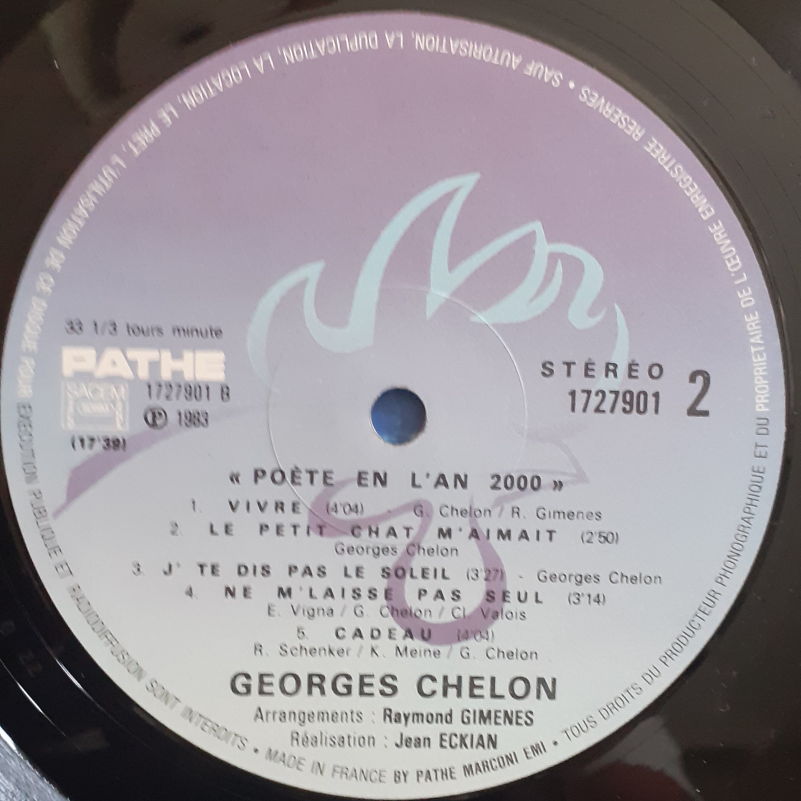 33 1/3 tours minute
PATHE
SACEM
1727901 B
Ⓟ 1983
(17'39)
STÉRÉO
1727901
2
« POÈTE EN L'AN 2000 »
1. VIVRE (4'04) - G. Chelon / R. Gimenes
2. LE PETIT CHAT M'AIMAIT (2'50)
Georges Chelon
3. J' TE DIS PAS LE SOLEIL (3'27) - Georges Chelon
4. NE M'LAISSE PAS SEUL (3'14)
E. Vigna / G. Chelon / Cl. Valois
5. CADEAU (4'04)
R. Schenker / K. Meine / G. Chelon
GEORGES CHELON
Arrangements : Raymond GIMENES
Réalisation : Jean ECKIAN
• TOUS DROITS DU PRODUCTEUR PHONOGRAPHIQUE ET DU PROPRIETAIRE DE L'ŒUVRE ENREGISTREE RESERVES • SAUF AUTORISATION, LA DUPLICATION, LA LOCATION, LE PRET, L'UTILISATION DE CE DISQUE POUR EXECUTION PUBLIQUE ET RADIODIFFUSION SONT INTERDITS • MADE IN FRANCE BY PATHE MARCONI EMI